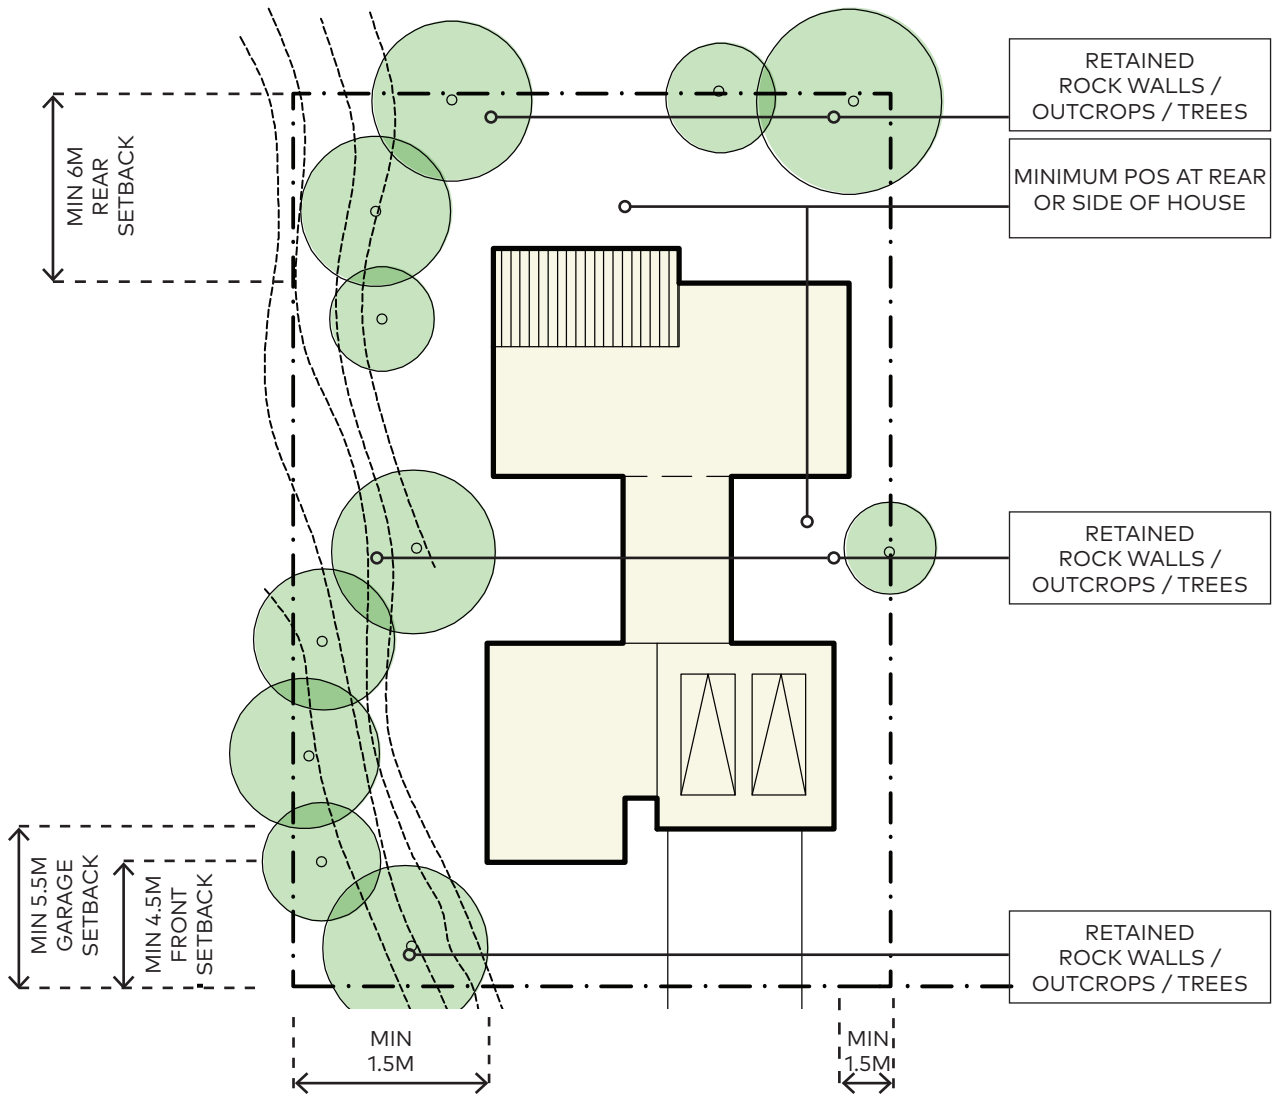 RETAINED
ROCK WALLS /
OUTCROPS / TREES
MINIMUM POS AT REAR
OR SIDE OF HOUSE
MIN 6M
REAR
SETBACK
RETAINED
ROCK WALLS /
OUTCROPS / TREES
MIN 5.5M
GARAGE
SETBACK
MIN 4.5M
FRONT
SETBACK
RETAINED
ROCK WALLS /
OUTCROPS / TREES
MIN
1.5M
MIN
1.5M